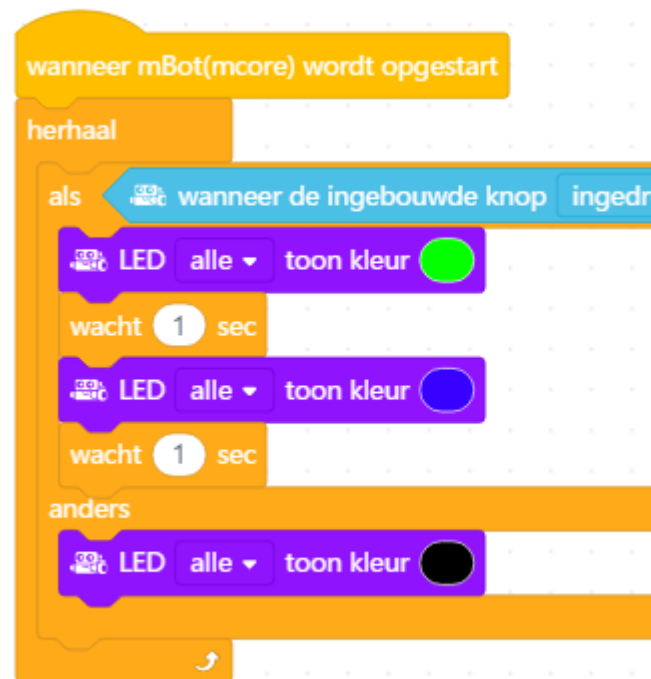 wanneer mBot(mcore) wordt opgestart
herhaal
als wanneer de ingebouwde knop
LED alle toon kleur
wacht 1 sec
LED alle toon kleur
wacht 1 sec
anders
LED alle toon kleur